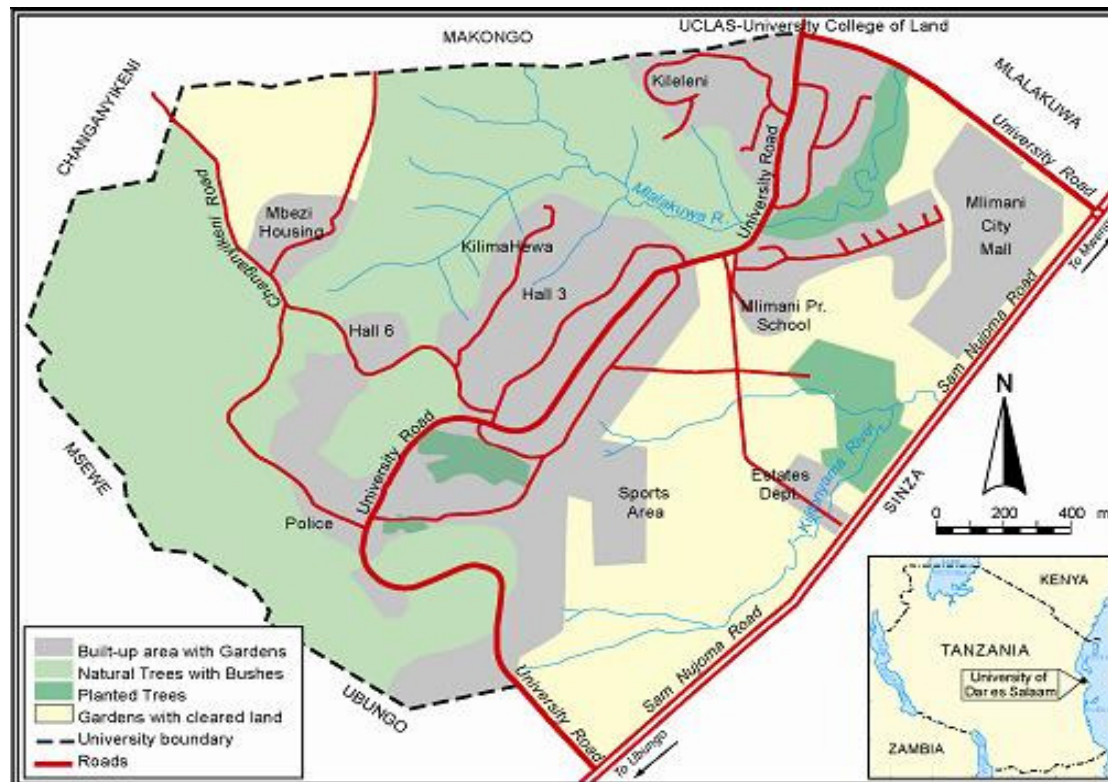 UCLAS-University College of Land
MAKONGO
CHANGANYIKENI
MLALAKUWA
Kileleni
University Road
University Road
Mbezi
Housing
Changanyikeni Road
Mlalakuwa R.
KilimaHewa
Hall 3
Mlimani
City
Mall
To Mwenge
Hall 6
Mlimani Pr.
School
Sam Nujoma Road
University Road
N
MSEWE
Estates
Dept.
Kijitonyama River
SINZA
Sports
Area
Police
0 200 400 m
Built-up area with Gardens
Natural Trees with Bushes
Planted Trees
Gardens with cleared land
University boundary
Roads
UBUNGO
University Road
Sam Nujoma Road
To Ubungo
KENYA
TANZANIA
University of
Dar es Salaam
ZAMBIA